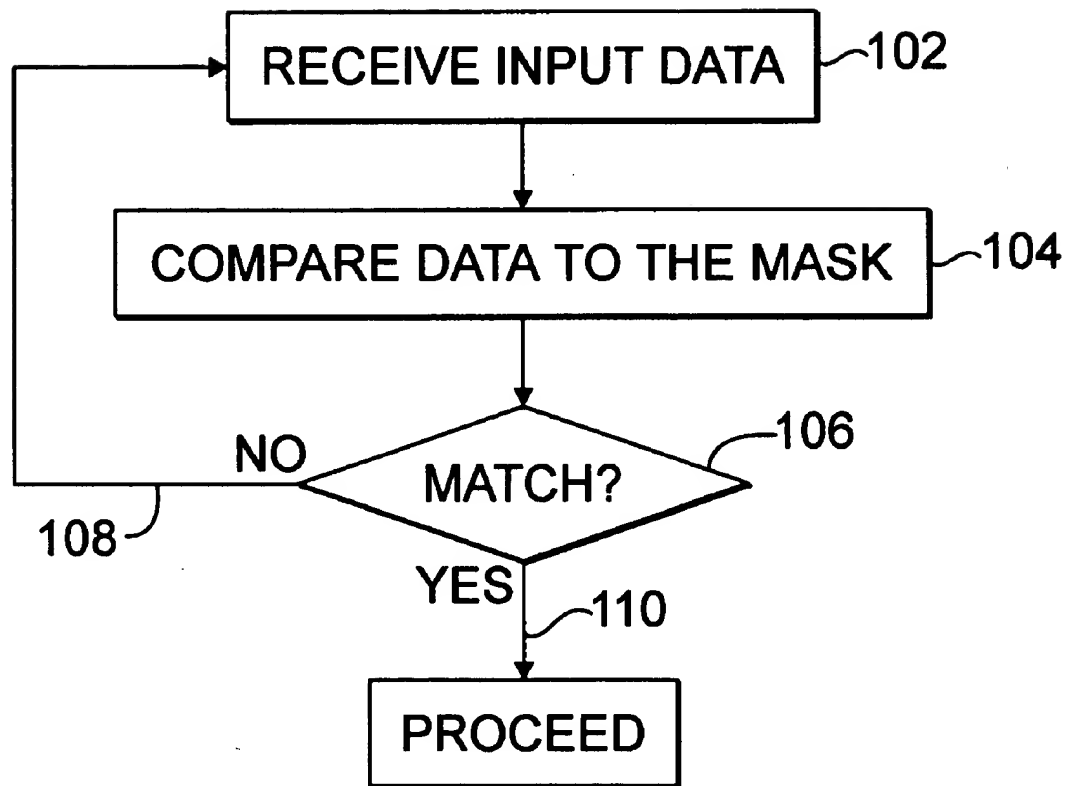 RECEIVE INPUT DATA
102
COMPARE DATA TO THE MASK
104
MATCH?
106
NO
108
YES
110
PROCEED